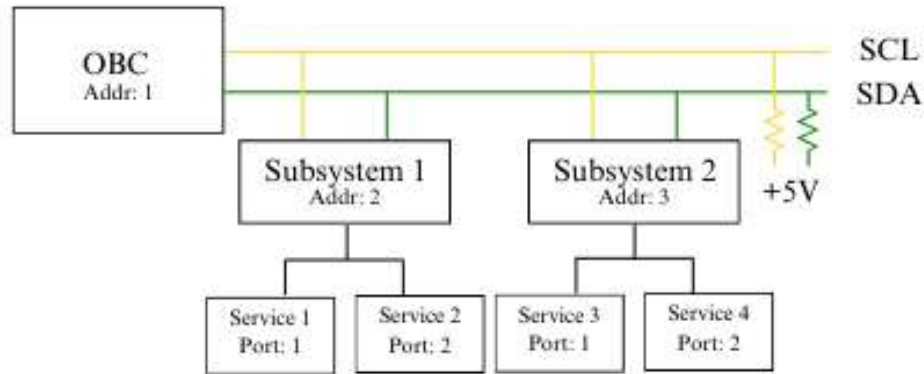 OBC
Addr: 1
SCL
SDA
Subsystem 1
Addr: 2
Subsystem 2
Addr: 3
+5V
Service 1
Port: 1
Service 2
Port: 2
Service 3
Port: 1
Service 4
Port: 2